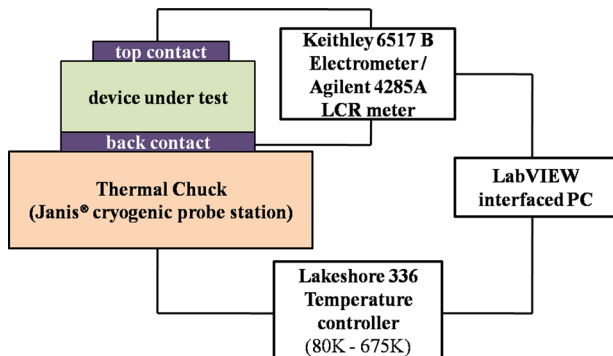 top contact
device under test
back contact
Thermal Chuck
(Janis® cryogenic probe station)
Keithley 6517 B
Electrometer /
Agilent 4285A
LCR meter
LabVIEW
interfaced PC
Lakeshore 336
Temperature
controller
(80K - 675K)